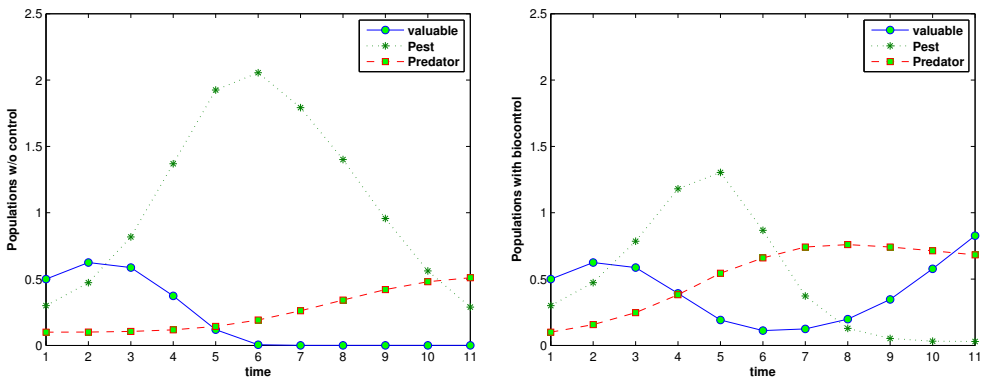 Populations w/o control
2.5
2
1.5
1
0.5
0
1 2 3 4 5 6 7 8 9 10 11
time
valuable
Pest
Predator
Populations with biocontrol
2.5
2
1.5
1
0.5
0
1 2 3 4 5 6 7 8 9 10 11
time
valuable
Pest
Predator